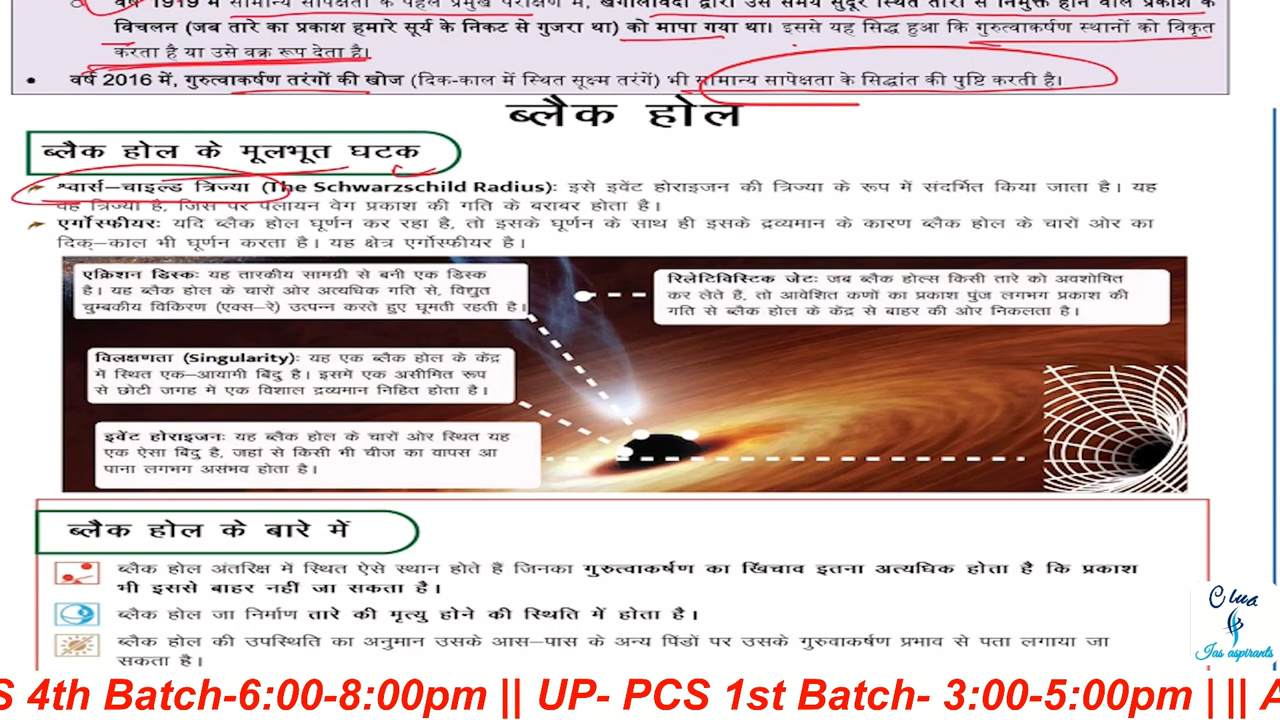 वर्ष 1919 में सामान्य सापेक्षता के पहले प्रमुख परीक्षण में, खगोलविदों द्वारा उस समय सुदूर स्थित तारों से निर्मुक्त होने वाले प्रकाश के
विचलन (जब तारे का प्रकाश हमारे सूर्य के निकट से गुजरा था) को मापा गया था। इससे यह सिद्ध हुआ कि गुरुत्वाकर्षण स्थानों को विकृत
करता है या उसे वक्र रूप देता है।
• वर्ष 2016 में, गुरुत्वाकर्षण तरंगों की खोज (दिक-काल में स्थित सूक्ष्म तरंगें) भी सामान्य सापेक्षता के सिद्धांत की पुष्टि करती है।
ब्लैक होल
ब्लैक होल के मूलभूत घटक
श्वार्स–चाइल्ड त्रिज्या (The Schwarzschild Radius): इसे इवेंट होराइजन की त्रिज्या के रूप में संदर्भित किया जाता है। यह
वह त्रिज्या है, जिस पर पलायन वेग प्रकाश की गति के बराबर होता है।
एर्गोस्फीयर: यदि ब्लैक होल घूर्णन कर रहा है, तो इसके घूर्णन के साथ ही इसके द्रव्यमान के कारण ब्लैक होल के चारों ओर का
दिक्–काल भी घूर्णन करता है। यह क्षेत्र एर्गोस्फीयर है।
एक्रिशन डिस्क: यह तारकीय सामग्री से बनी एक डिस्क
है। यह ब्लैक होल के चारों ओर अत्यधिक गति से, विद्युत
चुम्बकीय विकिरण (एक्स–रे) उत्पन्न करते हुए घूमती रहती है।
रिलेटिविस्टिक जेट: जब ब्लैक होल्स किसी तारे को अवशोषित
कर लेते हैं, तो आवेशित कणों का प्रकाश पुंज लगभग प्रकाश की
गति से ब्लैक होल के केंद्र से बाहर की ओर निकलता है।
विलक्षणता (Singularity): यह एक ब्लैक होल के केंद्र
में स्थित एक–आयामी बिंदु है। इसमें एक असीमित रूप
से छोटी जगह में एक विशाल द्रव्यमान निहित होता है।
इवेंट होराइजन: यह ब्लैक होल के चारों ओर स्थित यह
एक ऐसा बिंदु है, जहां से किसी भी चीज का वापस आ
पाना लगभग असंभव होता है।
ब्लैक होल के बारे में
ब्लैक होल अंतरिक्ष में स्थित ऐसे स्थान होते हैं जिनका गुरुत्वाकर्षण का खिंचाव इतना अत्यधिक होता है कि प्रकाश
भी इससे बाहर नहीं जा सकता है।
ब्लैक होल जा निर्माण तारे की मृत्यु होने की स्थिति में होता है।
ब्लैक होल की उपस्थिति का अनुमान उसके आस–पास के अन्य पिंडों पर उसके गुरुवाकर्षण प्रभाव से पता लगाया जा
सकता है।
Ias aspirants
S 4th Batch-6:00-8:00pm || UP- PCS 1st Batch- 3:00-5:00pm | || A